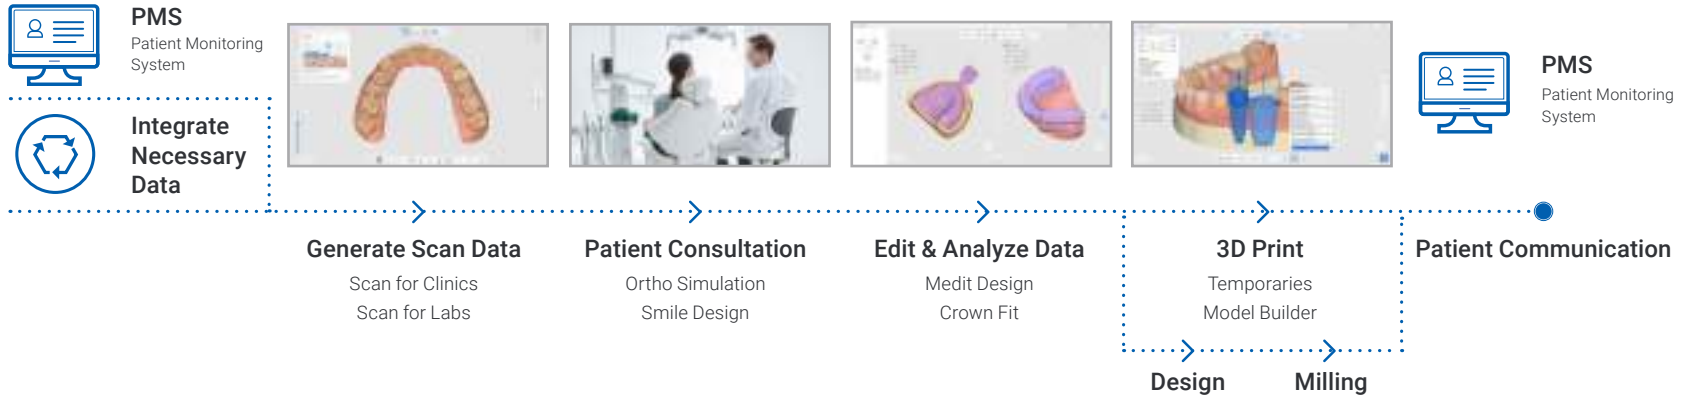 PMS
Patient Monitoring
System
Integrate
Necessary
Data
Generate Scan Data
Scan for Clinics
Scan for Labs
Patient Consultation
Ortho Simulation
Smile Design
Edit & Analyze Data
Medit Design
Crown Fit
3D Print
Temporaries
Model Builder
Design
Milling
PMS
Patient Monitoring
System
Patient Communication